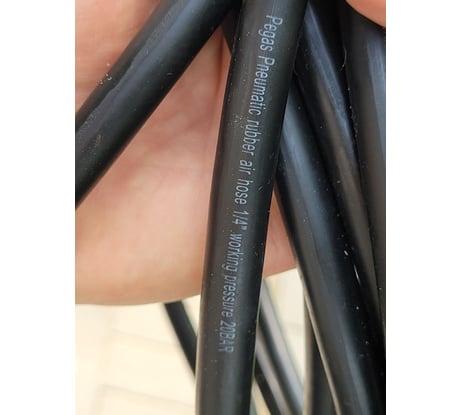 Pegas Pneumatic rubber air hose 1/4" working pressure 20BAR